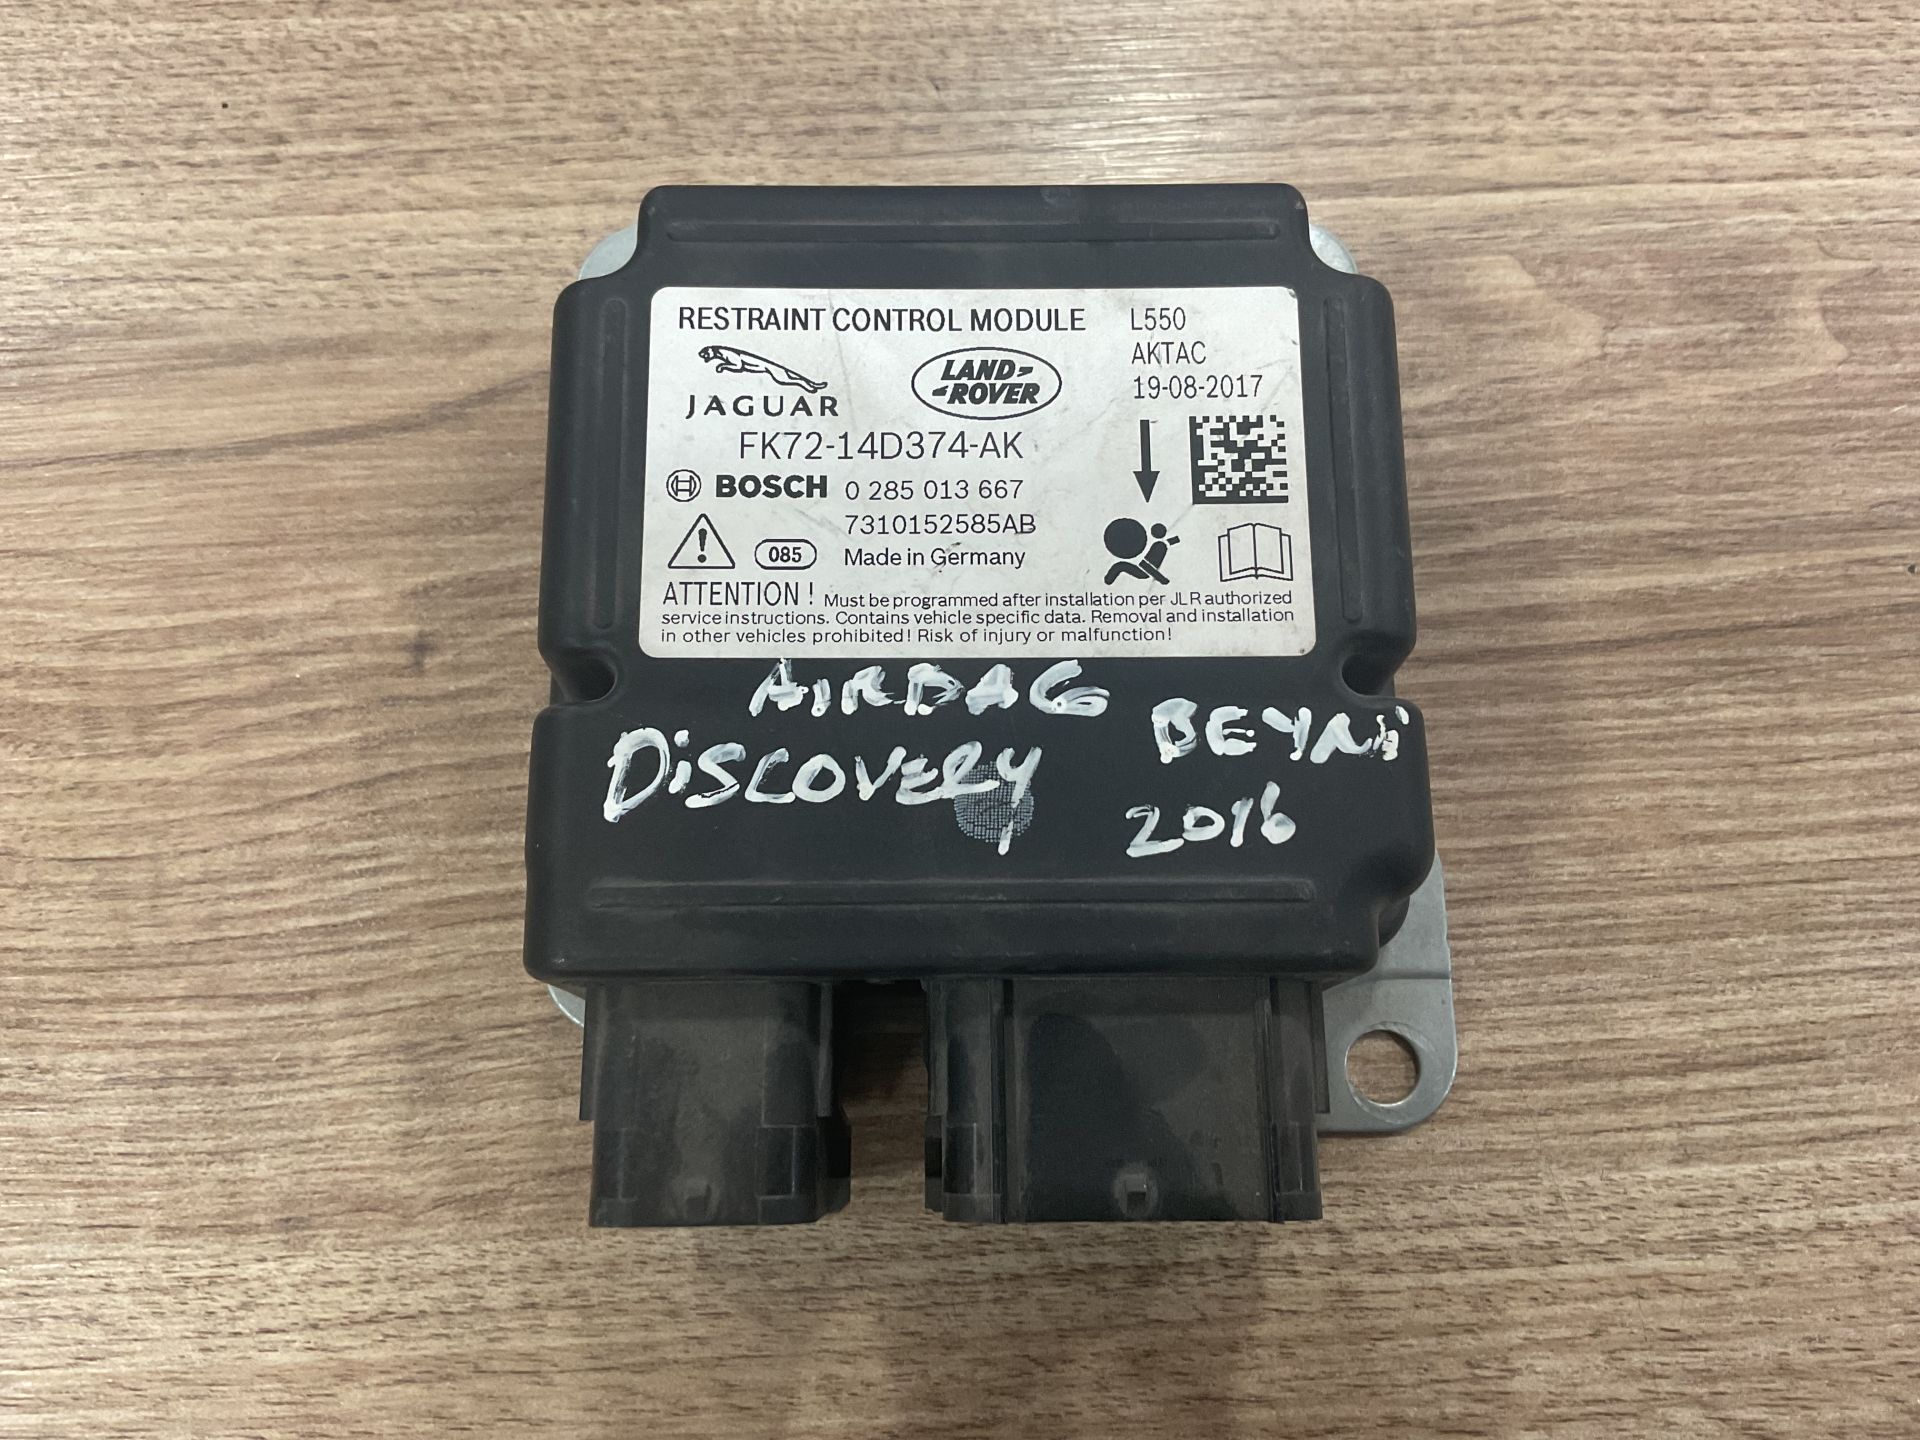 RESTRAINT CONTROL MODULE
L550
AKTAC
19-08-2017
JAGUAR
LAND-
-ROVER
FK72-14D374-AK
BOSCH 0 285 013 667
7310152585AB
085 Made in Germany
ATTENTION ! Must be programmed after installation per JLR authorized
service instructions. Contains vehicle specific data. Removal and installation
in other vehicles prohibited! Risk of injury or malfunction!
AIRBAG BEYNi
DiSCOVERY 2016